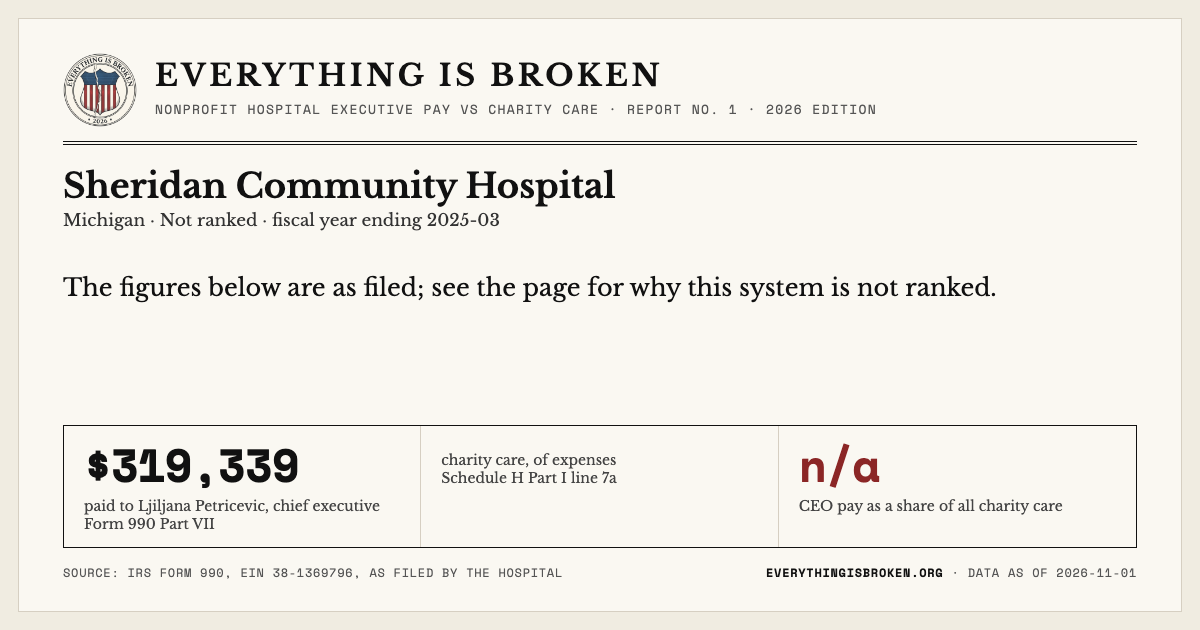 EVERYTHING IS BROKEN
· 2026 ·
EVERYTHING IS BROKEN
NONPROFIT HOSPITAL EXECUTIVE PAY VS CHARITY CARE · REPORT NO. 1 · 2026 EDITION
Sheridan Community Hospital
Michigan · Not ranked · fiscal year ending 2025-03
The figures below are as filed; see the page for why this system is not ranked.
$319,339
paid to Ljiljana Petricevic, chief executive
Form 990 Part VII
charity care, of expenses
Schedule H Part I line 7a
n/a
CEO pay as a share of all charity care
SOURCE: IRS FORM 990, EIN 38-1369796, AS FILED BY THE HOSPITAL
EVERYTHINGISBROKEN.ORG · DATA AS OF 2026-11-01